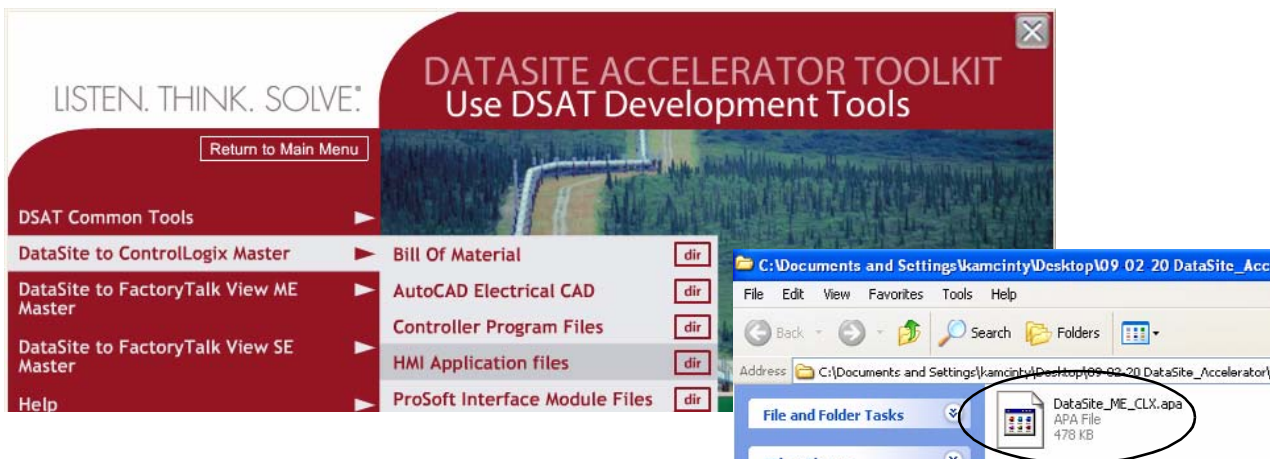 LISTEN. THINK. SOLVE.®
DATASITE ACCELERATOR TOOLKIT
Use DSAT Development Tools
Return to Main Menu
DSAT Common Tools
DataSite to ControlLogix Master
DataSite to FactoryTalk View ME
Master
DataSite to FactoryTalk View SE
Master
Help
Bill Of Material dir
AutoCAD Electrical CAD dir
Controller Program Files dir
HMI Application files dir
ProSoft Interface Module Files dir
C:\Documents and Settings\kamcinty\Desktop\09 02 20 DataSite_Acc
File Edit View Favorites Tools Help
Back Search Folders
Address C:\Documents and Settings\kamcinty\Desktop\09-02-20 DataSite_Accelerator\
File and Folder Tasks
DataSite_ME_CLX.apa
APA File
478 KB